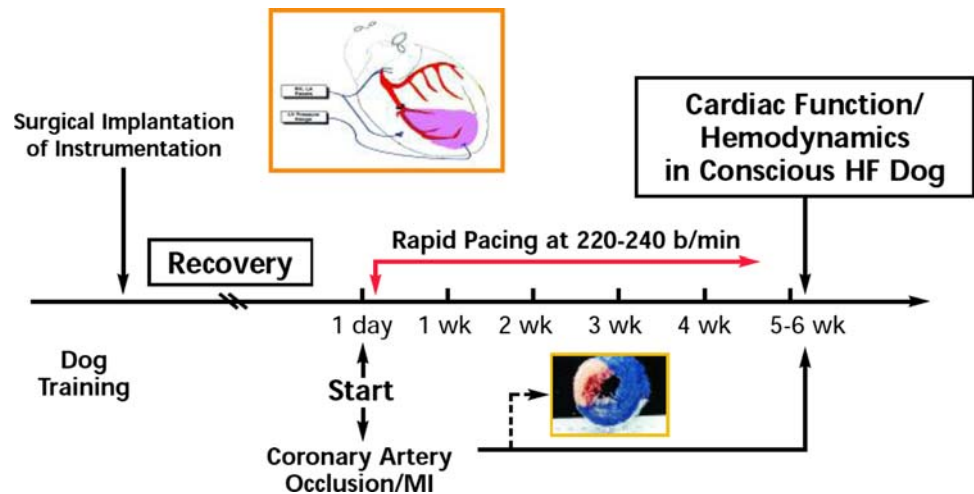 Surgical Implantation
of Instrumentation
Cardiac Function/
Hemodynamics
in Conscious HF Dog
Rapid Pacing at 220-240 b/min
Recovery
1 day
1 wk
2 wk
3 wk
4 wk
5-6 wk
Dog
Training
Start
Coronary Artery
Occlusion/MI